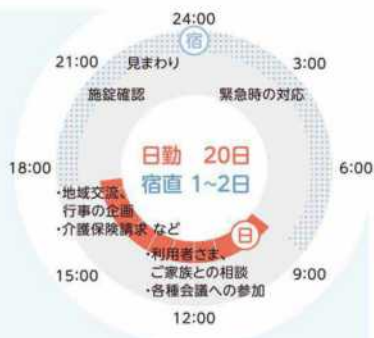 24:00
宿
21:00
見まわり
3:00
施錠確認
緊急時の対応
18:00
日勤 20日
宿直 1~2日
6:00
・地域交流、
行事の企画
・介護保険請求 など
日
・利用者さま、
ご家族との相談
・各種会議への参加
15:00
9:00
12:00